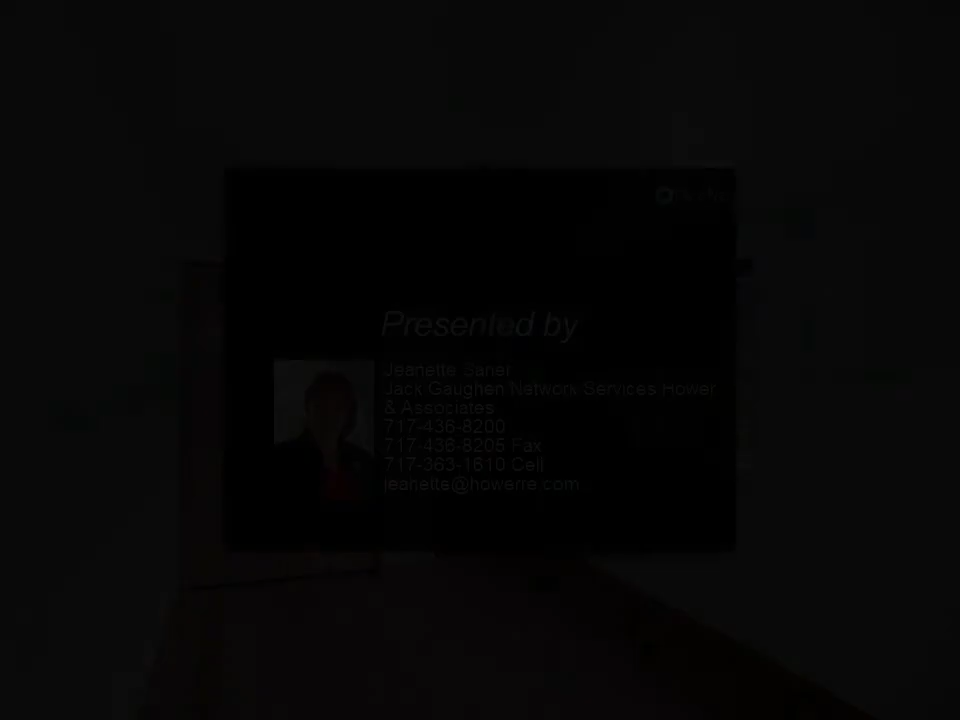 Presented by
Jeanette Saner
Jack Gaughen Network Services Hower
& Associates
717-436-8200
717-436-8205 Fax
717-363-1610 Cell
jeanette@howerre.com